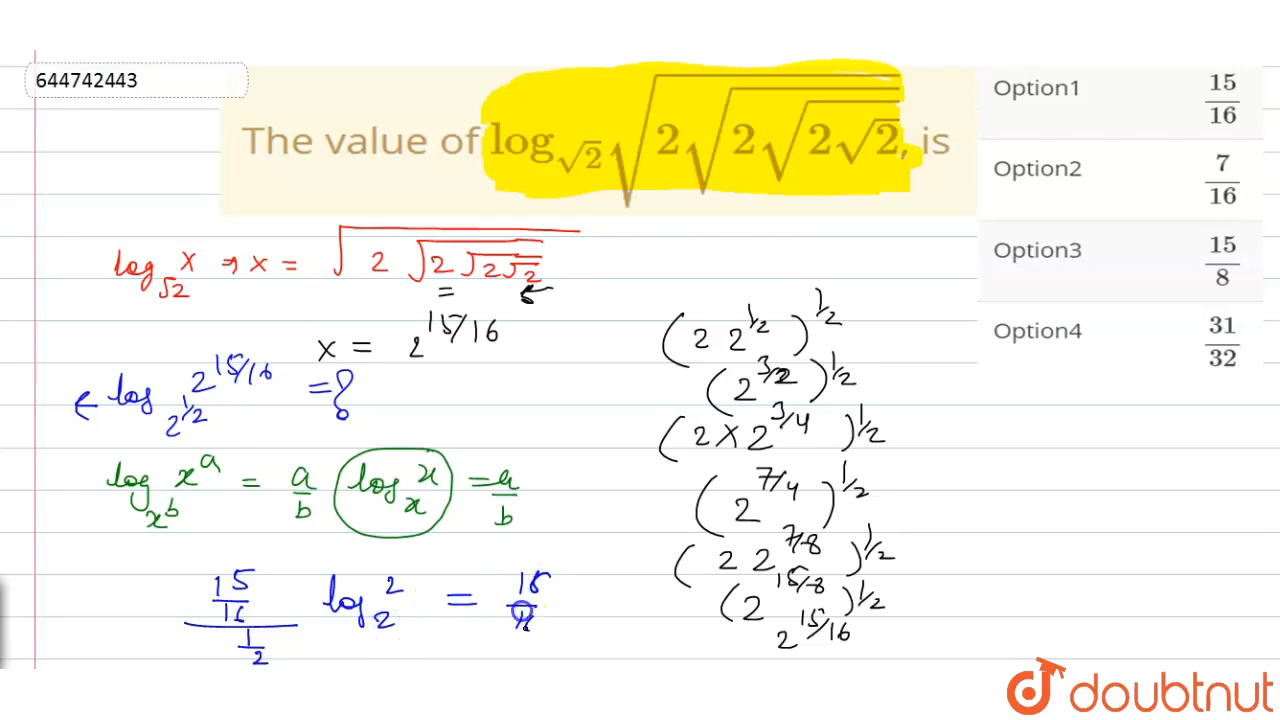 644742443
The value of log_√2 √(2√(2√(2√2))), is
Option1 15/16
Option2 7/16
Option3 15/8
Option4 31/32
log_√2 x ⇒ x = √(2√(2√(2√2)))
x = 2^15/16
← log_2^1/2 2^15/16 = ?
log_x^b x^a = a/b log_x x = a/b
15/16 / 1/2 log_2 2 =
(2 2^1/2)^1/2
(2^3/2)^1/2
(2 × 2^3/4)^1/2
(2^7/4)^1/2
(2 2^7/8)^1/2
(2^15/8)^1/2
2^15/16
doubtnut